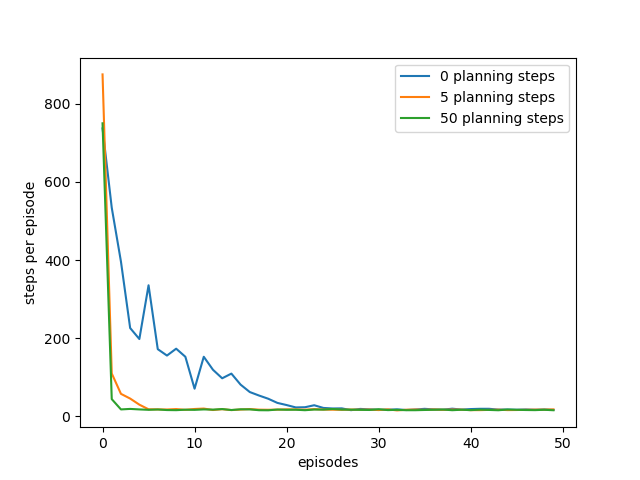 0 planning steps
5 planning steps
50 planning steps
800
600
400
200
0
steps per episode
0 10 20 30 40 50
episodes